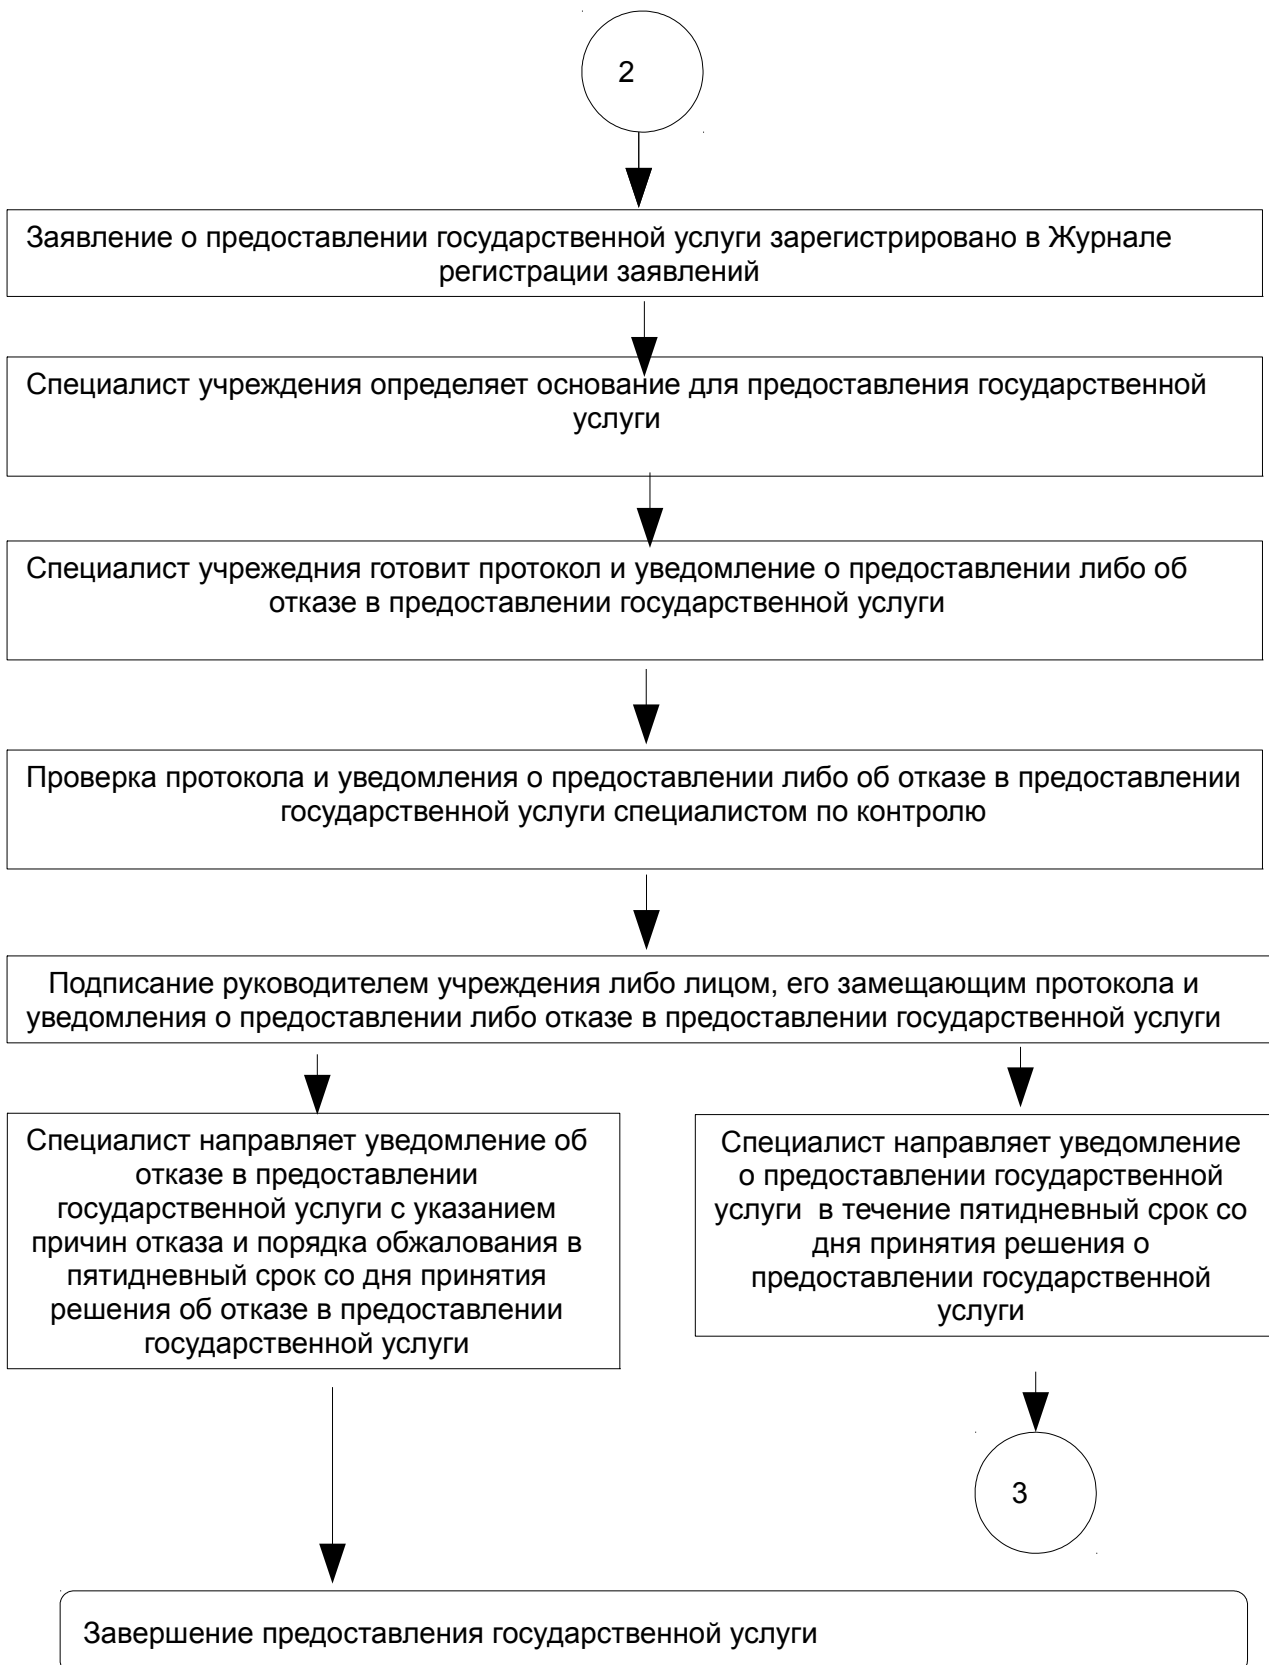 2
Заявление о предоставлении государственной услуги зарегистрировано в Журнале
регистрации заявлений
Специалист учреждения определяет основание для предоставления государственной
услуги
Специалист учрежедния готовит протокол и уведомление о предоставлении либо об
отказе в предоставлении государственной услуги
Проверка протокола и уведомления о предоставлении либо об отказе в предоставлении
государственной услуги специалистом по контролю
Подписание руководителем учреждения либо лицом, его замещающим протокола и
уведомления о предоставлении либо отказе в предоставлении государственной услуги
Специалист направляет уведомление об
отказе в предоставлении
государственной услуги с указанием
причин отказа и порядка обжалования в
пятидневный срок со дня принятия
решения об отказе в предоставлении
государственной услуги
Специалист направляет уведомление
о предоставлении государственной
услуги  в течение пятидневный срок со
дня принятия решения о
предоставлении государственной
услуги
3
Завершение предоставления государственной услуги